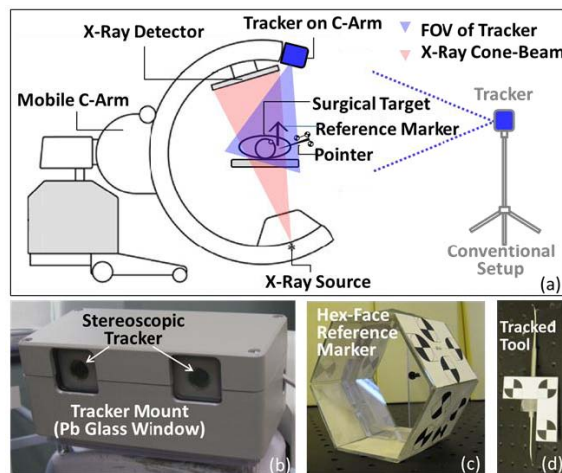 Tracker on C-Arm
X-Ray Detector
FOV of Tracker
X-Ray Cone-Beam
Mobile C-Arm
Surgical Target
Reference Marker
Pointer
Tracker
Conventional
Setup
X-Ray Source
(a)
Stereoscopic
Tracker
Tracker Mount
(Pb Glass Window)
(b)
Hex-Face
Reference
Marker
(c)
Tracked
Tool
(d)